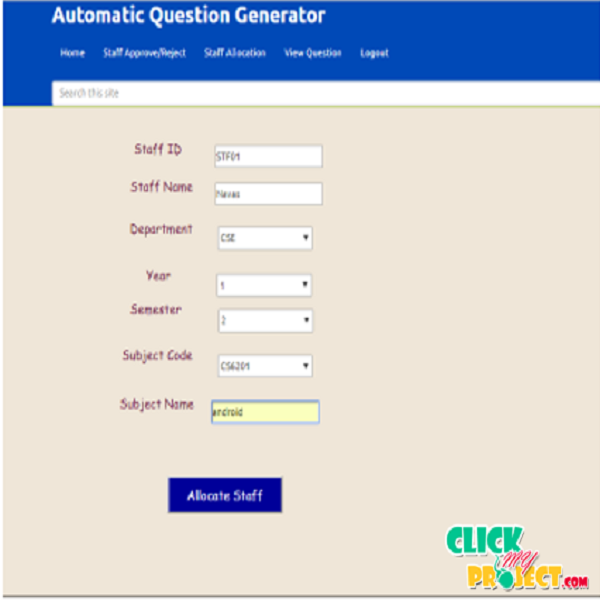 Automatic Question Generator
Home Staff Approve/Reject Staff Allocation View Question Logout
Search this site
Staff ID STF01
Staff Name
Department CSE
Year 1
Semester 2
Subject Code CS6201
Subject Name android
Allocate Staff
CLICK
MY
PROJECT.COM